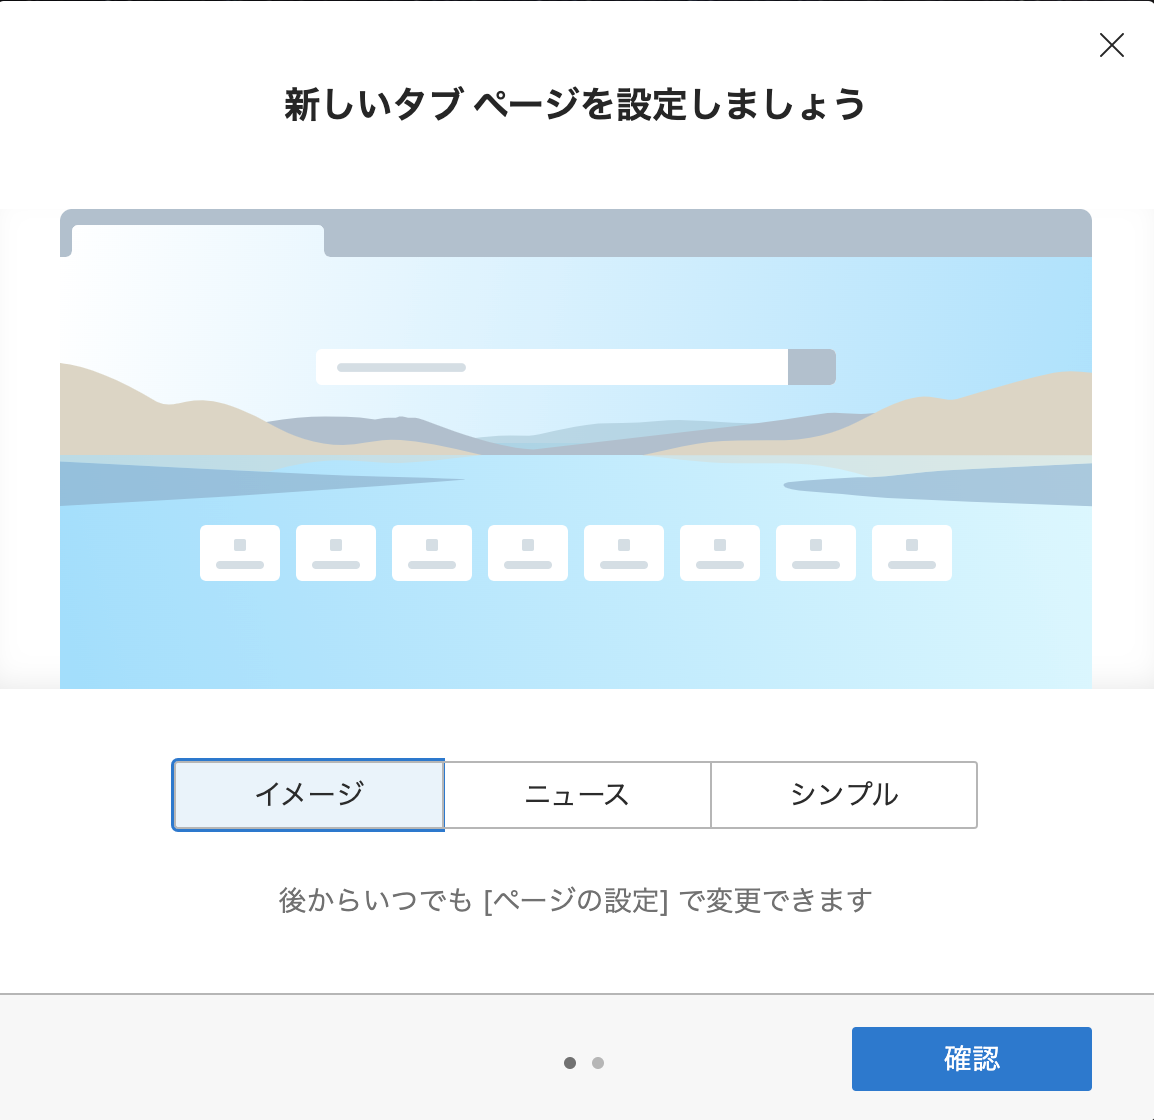 新しいタブ ページを設定しましょう
イメージ
ニュース
シンプル
後からいつでも [ページの設定] で変更できます
確認